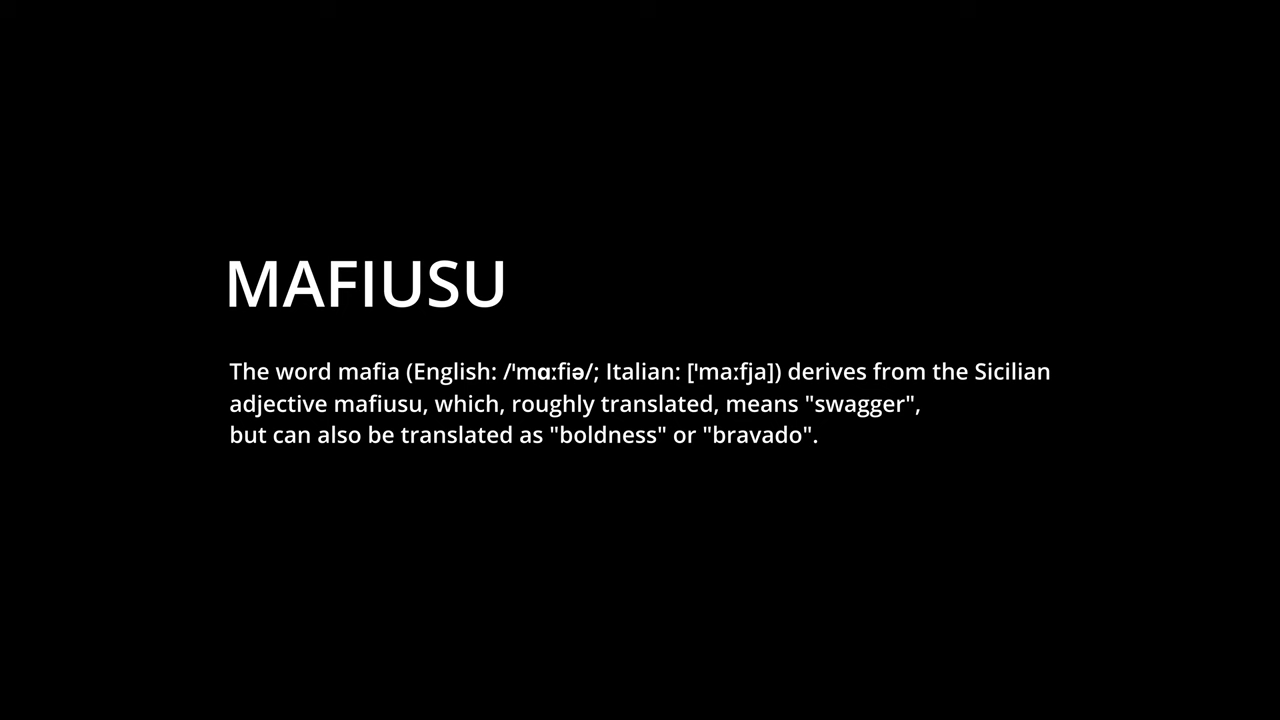 MAFIUSU
The word mafia (English: /ˈmɑːfiə/; Italian: [ˈmaːfja]) derives from the Sicilian
adjective mafiusu, which, roughly translated, means "swagger",
but can also be translated as "boldness" or "bravado".